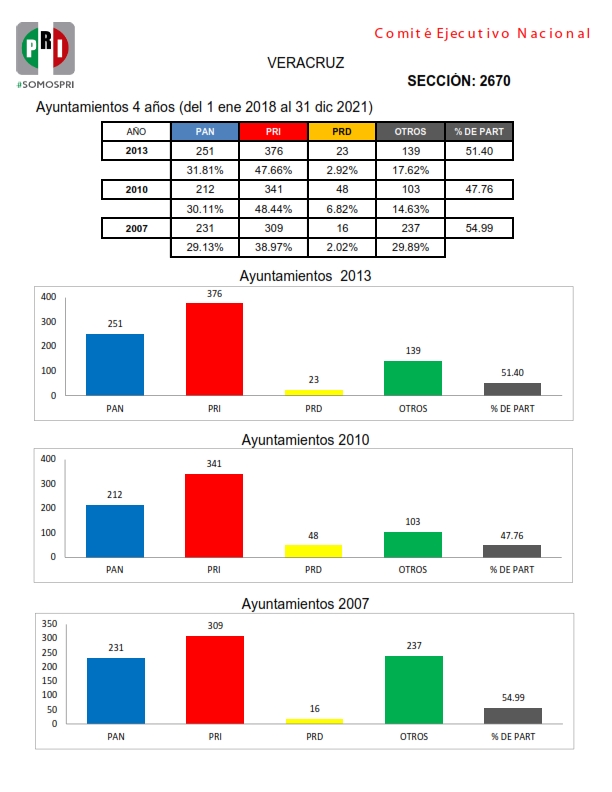 Comité Ejecutivo Nacional
PRI
#SOMOSPRI
VERACRUZ
SECCIÓN: 2670
Ayuntamientos 4 años (del 1 ene 2018 al 31 dic 2021)
AÑO PAN PRI PRD OTROS % DE PART
2013 251 376 23 139 51.40
31.81% 47.66% 2.92% 17.62%
2010 212 341 48 103 47.76
30.11% 48.44% 6.82% 14.63%
2007 231 309 16 237 54.99
29.13% 38.97% 2.02% 29.89%
Ayuntamientos 2013
400
300
200
100
0
251 376 23 139 51.40
PAN PRI PRD OTROS % DE PART
Ayuntamientos 2010
400
300
200
100
0
212 341 48 103 47.76
PAN PRI PRD OTROS % DE PART
Ayuntamientos 2007
350
300
250
200
150
100
50
0
231 309 16 237 54.99
PAN PRI PRD OTROS % DE PART